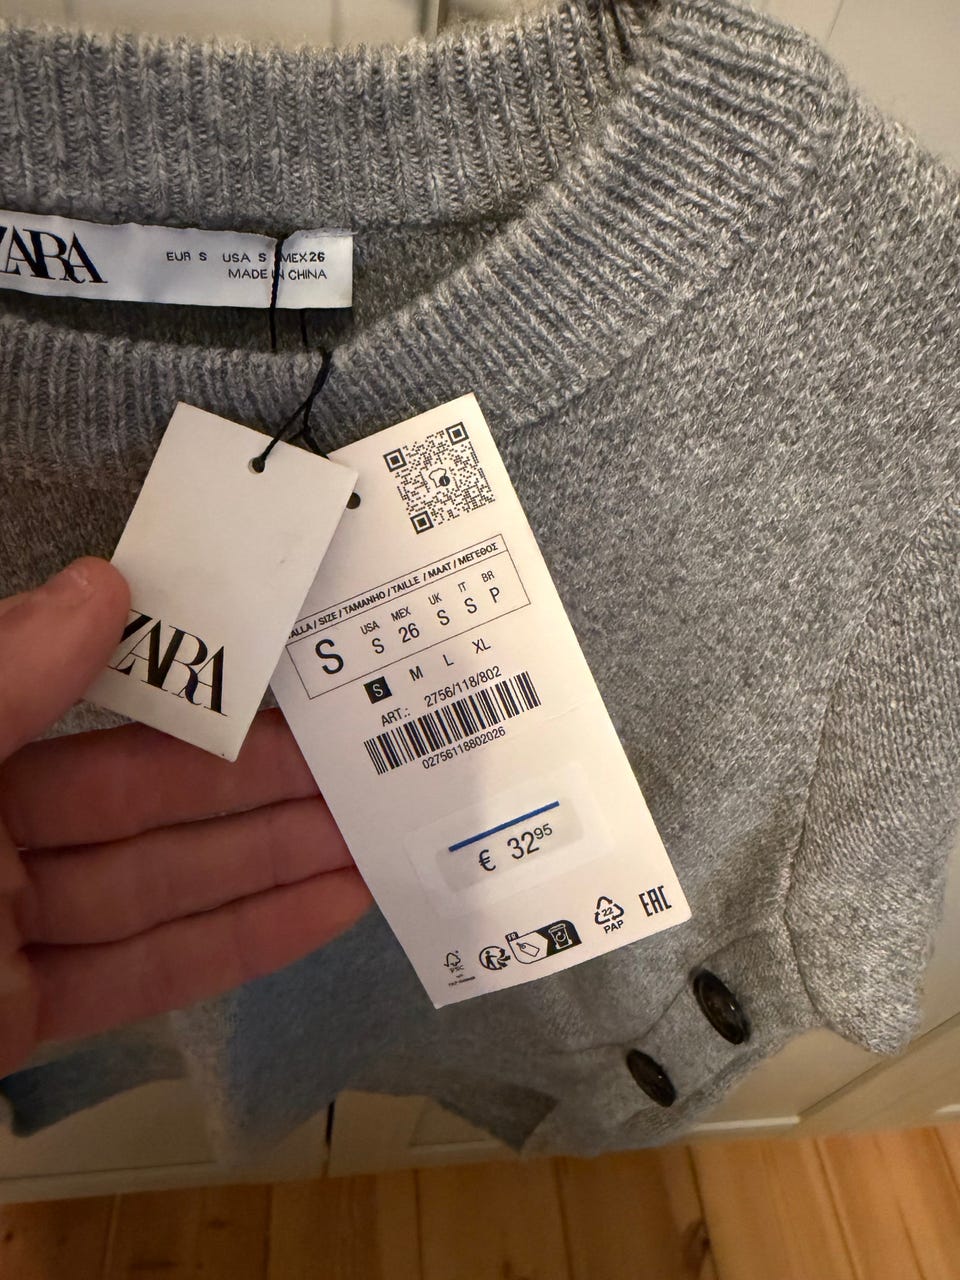 ZARA
EUR S USA S MEX 26
MADE IN CHINA
ZARA
TALLA / SIZE / TAMANHO / TAILLE / MAAT / ΜΕΓΕΘΟΣ
S
USA MEX UK IT BR
S 26 S S P
S M L XL
ART.: 2756/118/802
02756118802026
€ 32 95
FR
22
PAP
EAC